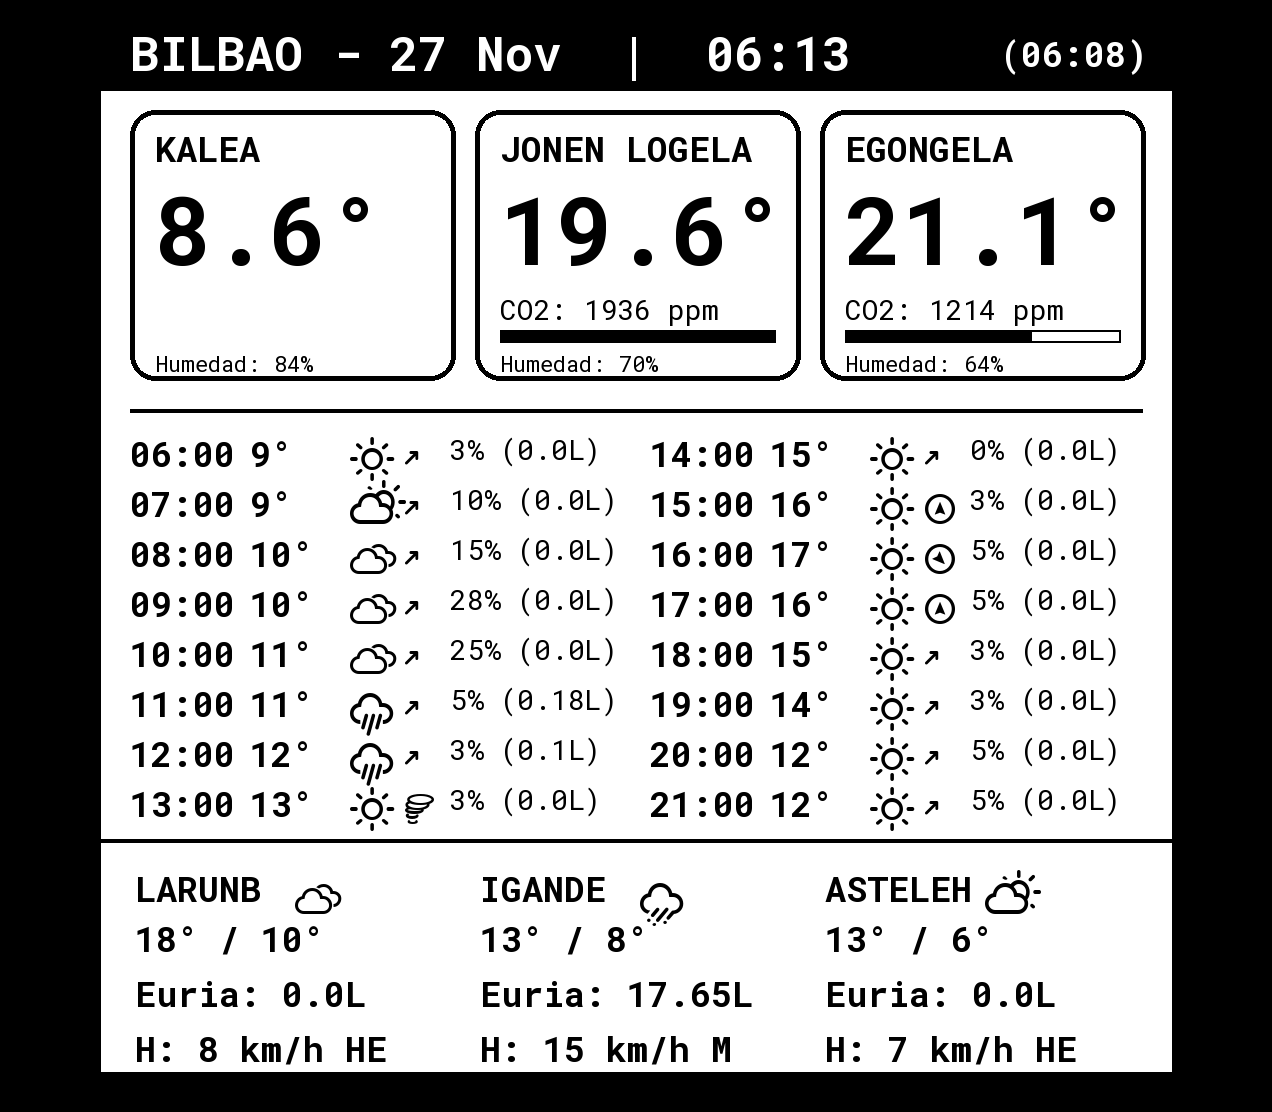 BILBAO - 27 Nov | 06:13 (06:08)
KALEA
8.6°
Humedad: 84%
JONEN LOGELA
19.6°
CO2: 1936 ppm
Humedad: 70%
EGONGELA
21.1°
CO2: 1214 ppm
Humedad: 64%
06:00 9° 3% (0.0L)
07:00 9° 10% (0.0L)
08:00 10° 15% (0.0L)
09:00 10° 28% (0.0L)
10:00 11° 25% (0.0L)
11:00 11° 5% (0.18L)
12:00 12° 3% (0.1L)
13:00 13° 3% (0.0L)
14:00 15° 0% (0.0L)
15:00 16° 3% (0.0L)
16:00 17° 5% (0.0L)
17:00 16° 5% (0.0L)
18:00 15° 3% (0.0L)
19:00 14° 3% (0.0L)
20:00 12° 5% (0.0L)
21:00 12° 5% (0.0L)
LARUNB
18° / 10°
Euria: 0.0L
H: 8 km/h HE
IGANDE
13° / 8°
Euria: 17.65L
H: 15 km/h M
ASTELEH
13° / 6°
Euria: 0.0L
H: 7 km/h HE